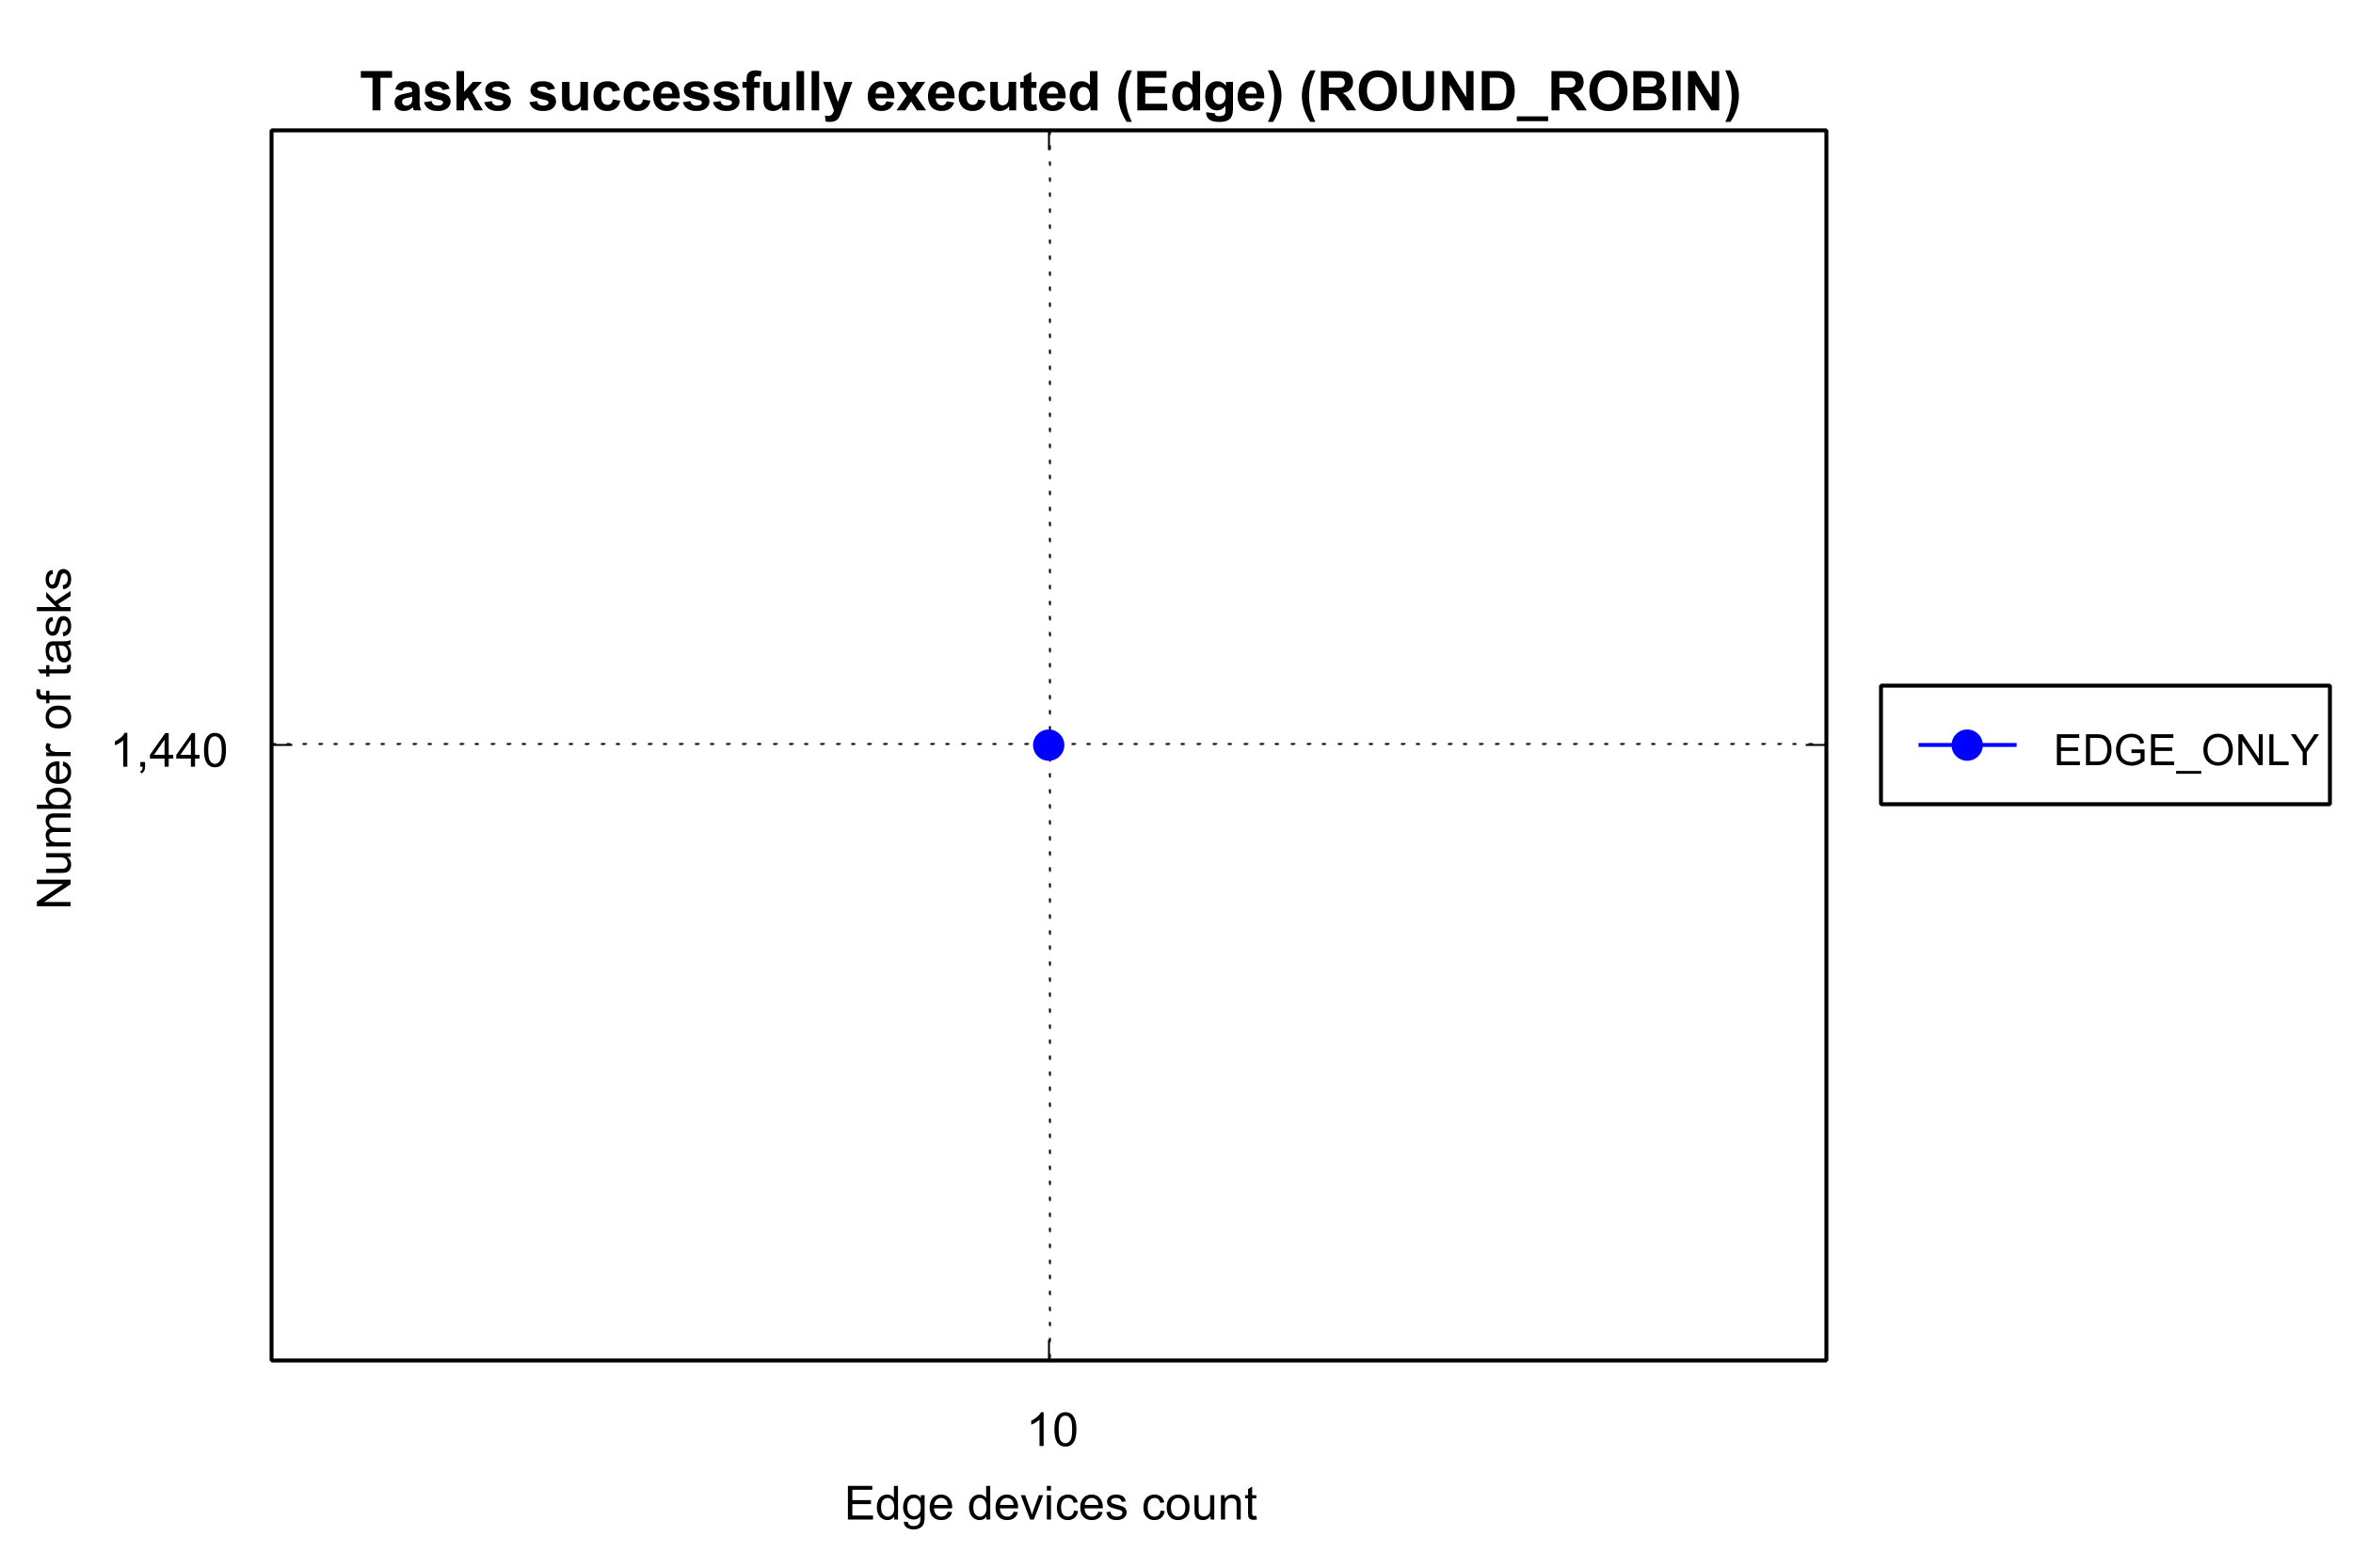 Tasks successfully executed (Edge) (ROUND_ROBIN)
Number of tasks
1,440
EDGE_ONLY
10
Edge devices count